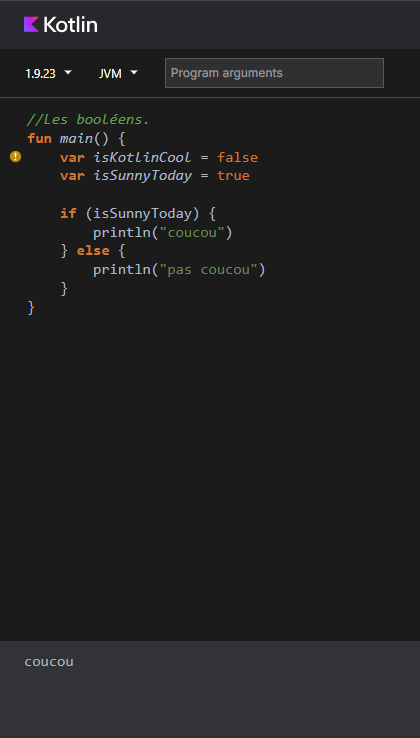 Kotlin
1.9.23 JVM Program arguments
//Les booléens.
fun main() {
    var isKotlinCool = false
    var isSunnyToday = true

    if (isSunnyToday) {
        println("coucou")
    } else {
        println("pas coucou")
    }
}
coucou